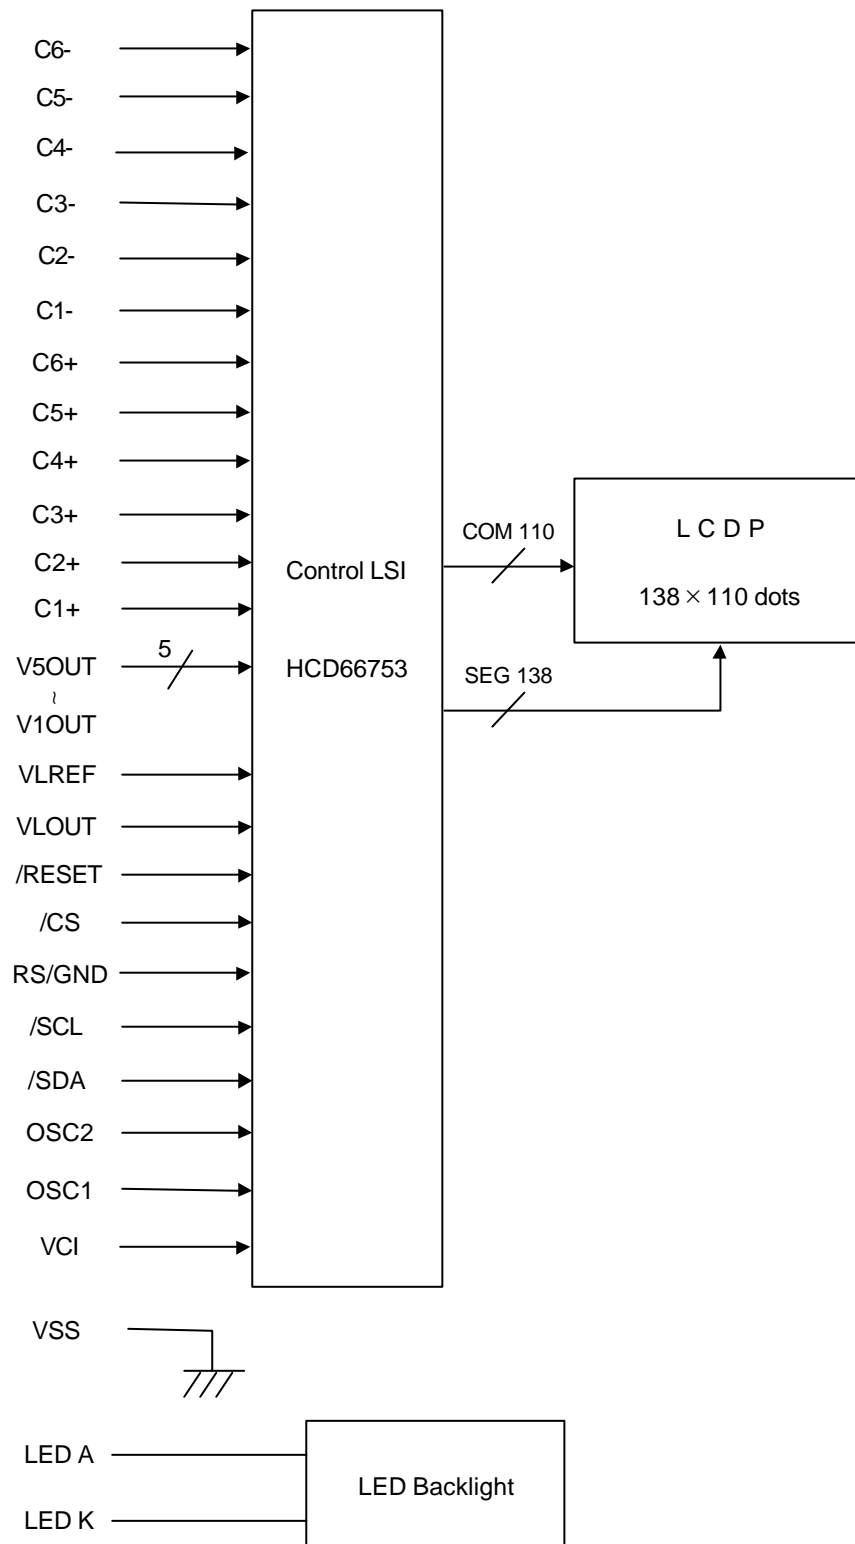 C6-
C5-
C4-
C3-
C2-
C1-
C6+
C5+
C4+
C3+
C2+
C1+
V5OUT
~
V1OUT
5
VLREF
VLOUT
/RESET
/CS
RS/GND
/SCL
/SDA
OSC2
OSC1
VCI
VSS
LED A
LED K
Control LSI
HCD66753
COM 110
SEG 138
L C D P
138 × 110 dots
LED Backlight